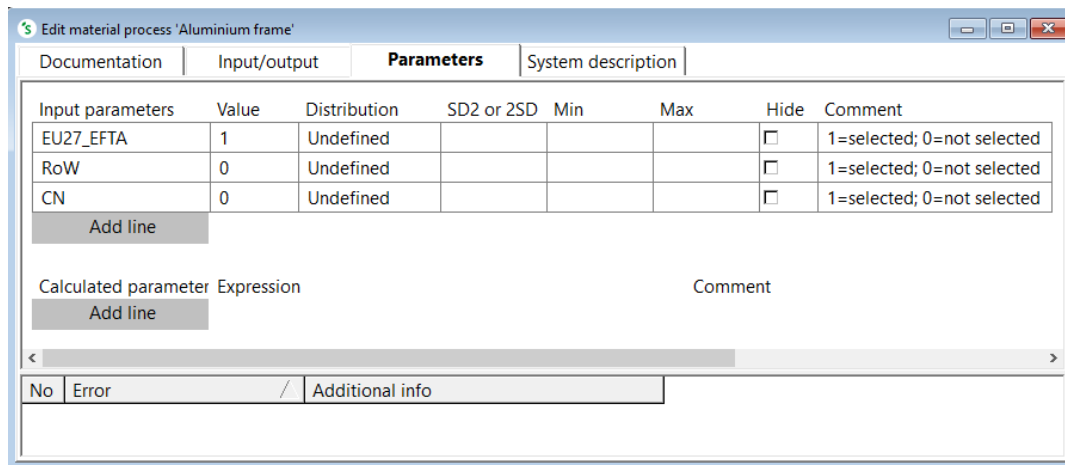 Edit material process 'Aluminium frame'
Documentation Input/output Parameters System description
Input parameters Value Distribution SD2 or 2SD Min Max Hide Comment
EU27_EFTA 1 Undefined 1=selected; 0=not selected
RoW 0 Undefined 1=selected; 0=not selected
CN 0 Undefined 1=selected; 0=not selected
Add line
Calculated parameter Expression Comment
Add line
No Error Additional info